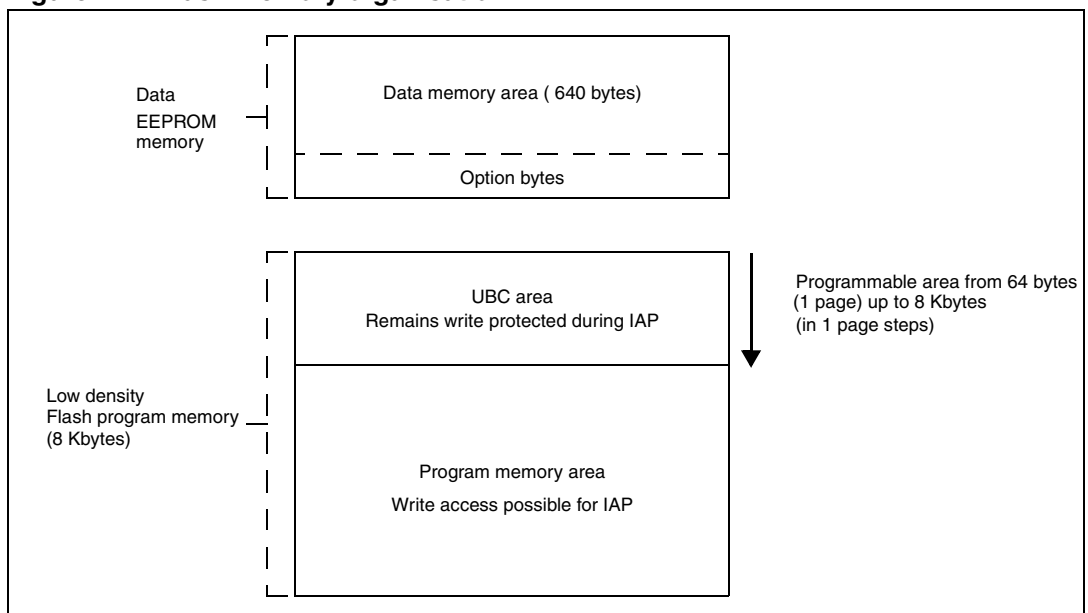 Data memory area ( 640 bytes)
Data
EEPROM
memory
Option bytes
UBC area
Remains write protected during IAP
Programmable area from 64 bytes
(1 page) up to 8 Kbytes
(in 1 page steps)
Low density
Flash program memory
(8 Kbytes)
Program memory area
Write access possible for IAP